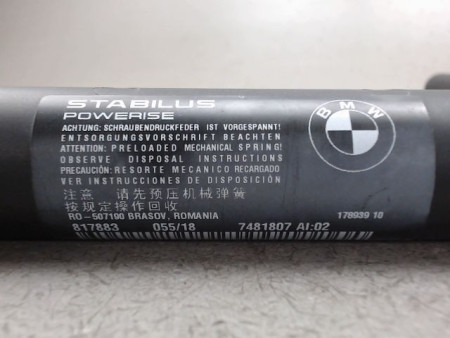 STABILUS
POWERISE
ACHTUNG: SCHRAUBENDRUCKFEDER IST VORGESPANNT!
ENTSORGUNGSVORSCHRIFT BEACHTEN
ATTENTION: PRELOADED MECHANICAL SPRING!
OBSERVE DISPOSAL INSTRUCTIONS
PRECAUCIÓN: RESORTE MECANICO RECARGADO
VER INSTRUCCIONES DE DISPOSICIÓN
注意 请先预压机械弹簧
按规定操作回收
RO-507190 BRASOV, ROMANIA
178939 10
817883 055/18 7481807 AI:02
BMW